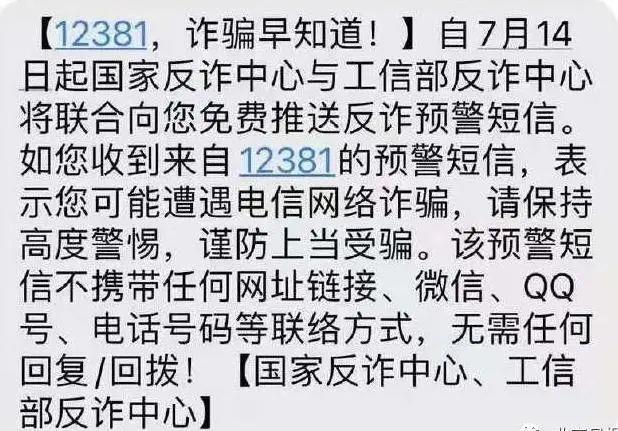 【12381，诈骗早知道！】自7月14
日起国家反诈中心与工信部反诈中心
将联合向您免费推送反诈预警短信。
如您收到来自12381的预警短信，表
示您可能遭遇电信网络诈骗，请保持
高度警惕，谨防上当受骗。该预警短
信不携带任何网址链接、微信、QQ
号、电话号码等联络方式，无需任何
回复/回拨！【国家反诈中心、工信
部反诈中心】